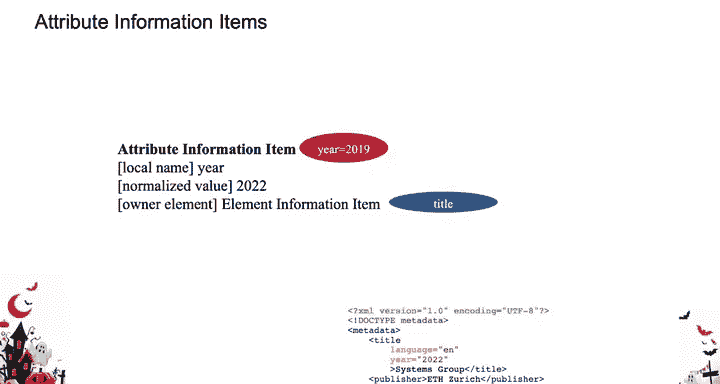 Attribute Information Items
Attribute Information Item year=2019
[local name] year
[normalized value] 2022
[owner element] Element Information Item title
<?xml version="1.0" encoding="UTF-8"?>
<!DOCTYPE metadata>
<metadata>
<title
language="en"
year="2022"
>Systems Group</title>
<publisher>ETH Zurich</publisher>